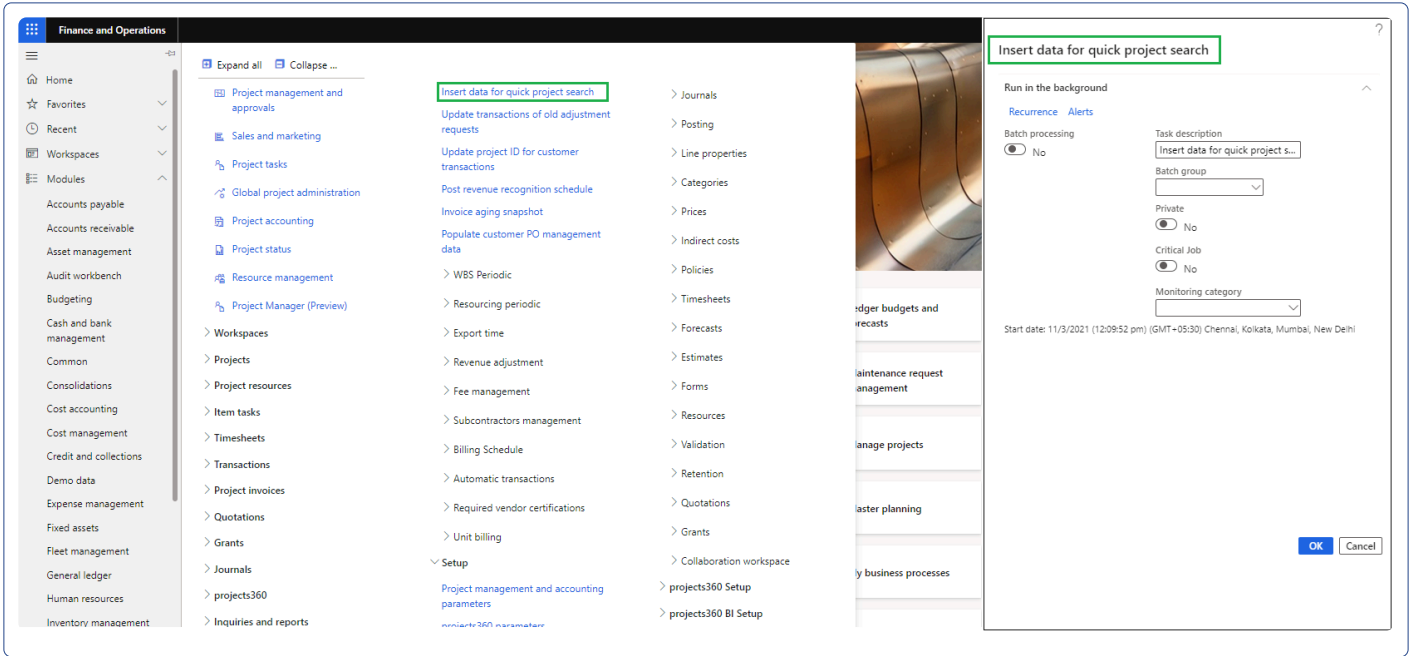 Finance and Operations
Home
Favorites
Recent
Workspaces
Modules
Accounts payable
Accounts receivable
Asset management
Audit workbench
Budgeting
Cash and bank
management
Common
Consolidations
Cost accounting
Cost management
Credit and collections
Demo data
Expense management
Fixed assets
Fleet management
General ledger
Human resources
Inventory management
Expand all
Collapse ...
Project management and
approvals
Sales and marketing
Project tasks
Global project administration
Project accounting
Project status
Resource management
Project Manager (Preview)
Workspaces
Projects
Project resources
Item tasks
Timesheets
Transactions
Project invoices
Quotations
Grants
Journals
projects360
Inquiries and reports
Insert data for quick project search
Update transactions of old adjustment
requests
Update project ID for customer
transactions
Post revenue recognition schedule
Invoice aging snapshot
Populate customer PO management
data
WBS Periodic
Resourcing periodic
Export time
Revenue adjustment
Fee management
Subcontractors management
Billing Schedule
Automatic transactions
Required vendor certifications
Unit billing
Setup
Project management and accounting
parameters
projects360 parameters
Journals
Posting
Line properties
Categories
Prices
Indirect costs
Policies
Timesheets
Forecasts
Estimates
Forms
Resources
Validation
Retention
Quotations
Grants
Collaboration workspace
projects360 Setup
projects360 BI Setup
edger budgets and
recasts
aintenance request
anagement
anage projects
aster planning
y business processes
?
Insert data for quick project search
Run in the background
Recurrence Alerts
Batch processing
No
Task description
Insert data for quick project s...
Batch group
Private
No
Critical Job
No
Monitoring category
Start date: 11/3/2021 (12:09:52 pm) (GMT+05:30) Chennai, Kolkata, Mumbai, New Delhi
OK
Cancel